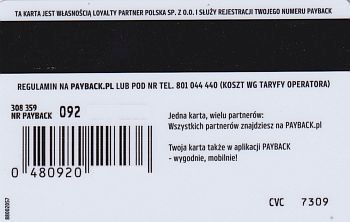 TA KARTA JEST WŁASNOŚCIĄ LOYALTY PARTNER POLSKA SP. Z O.O. I SŁUŻY REJESTRACJI TWOJEGO NUMERU PAYBACK
REGULAMIN NA PAYBACK.PL LUB POD NR TEL. 801 044 440 (KOSZT WG TARYFY OPERATORA)
308 359
NR PAYBACK 092
Jedna karta, wielu partnerów:
Wszystkich partnerów znajdziesz na PAYBACK.pl
Twoja karta także w aplikacji PAYBACK
- wygodnie, mobilnie!
0 480920
CVC 7309